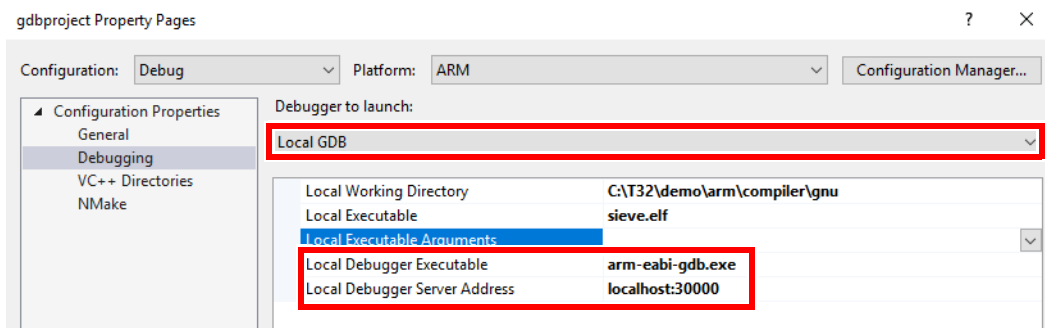 gdbproject Property Pages ? ×
Configuration: Debug Platform: ARM Configuration Manager...
Configuration Properties
General
Debugging
VC++ Directories
NMake
Debugger to launch:
Local GDB
Local Working Directory C:\T32\demo\arm\compiler\gnu
Local Executable sieve.elf
Local Executable Arguments
Local Debugger Executable arm-eabi-gdb.exe
Local Debugger Server Address localhost:30000